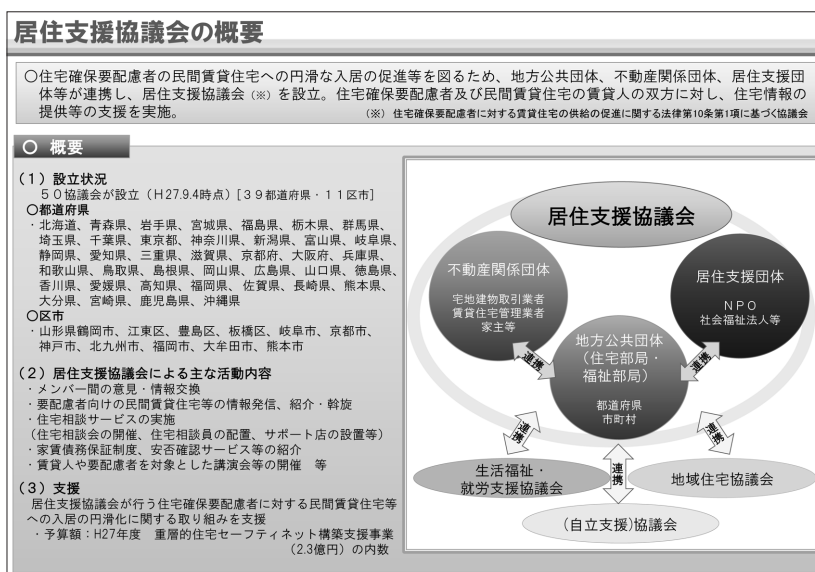 居住支援協議会の概要
○住宅確保要配慮者の民間賃貸住宅への円滑な入居の促進等を図るため、地方公共団体、不動産関係団体、居住支援団
体等が連携し、居住支援協議会（※）を設立。住宅確保要配慮者及び民間賃貸住宅の賃貸人の双方に対し、住宅情報の
提供等の支援を実施。
（※）住宅確保要配慮者に対する賃貸住宅の供給の促進に関する法律第10条第1項に基づく協議会
○ 概要
(1) 設立状況
５０協議会が設立（H27.9.4時点）[３９都道府県・１１区市]
○都道府県
・北海道、青森県、岩手県、宮城県、福島県、栃木県、群馬県、
埼玉県、千葉県、東京都、神奈川県、新潟県、富山県、岐阜県、
静岡県、愛知県、三重県、滋賀県、京都府、大阪府、兵庫県、
和歌山県、鳥取県、島根県、岡山県、広島県、山口県、徳島県、
香川県、愛媛県、高知県、福岡県、佐賀県、長崎県、熊本県、
大分県、宮崎県、鹿児島県、沖縄県
○区市
・山形県鶴岡市、江東区、豊島区、板橋区、岐阜市、京都市、
神戸市、北九州市、福岡市、大牟田市、熊本市
(2) 居住支援協議会による主な活動内容
・メンバー間の意見・情報交換
・要配慮者向けの民間賃貸住宅等の情報発信、紹介・斡旋
・住宅相談サービスの実施
（住宅相談会の開催、住宅相談員の配置、サポート店の設置等）
・家賃債務保証制度、安否確認サービス等の紹介
・賃貸人や要配慮者を対象とした講演会等の開催 等
(3) 支援
居住支援協議会が行う住宅確保要配慮者に対する民間賃貸住宅等
への入居の円滑化に関する取り組みを支援
・予算額：H27年度 重層的住宅セーフティネット構築支援事業
（2.3億円）の内数
居住支援協議会
不動産関係団体
宅地建物取引業者
賃貸住宅管理業者
家主等
居住支援団体
ＮＰＯ
社会福祉法人等
地方公共団体
（住宅部局・
福祉部局）
都道府県
市町村
連携
連携
連携
連携
連携
生活福祉・
就労支援協議会
地域住宅協議会
(自立支援)協議会